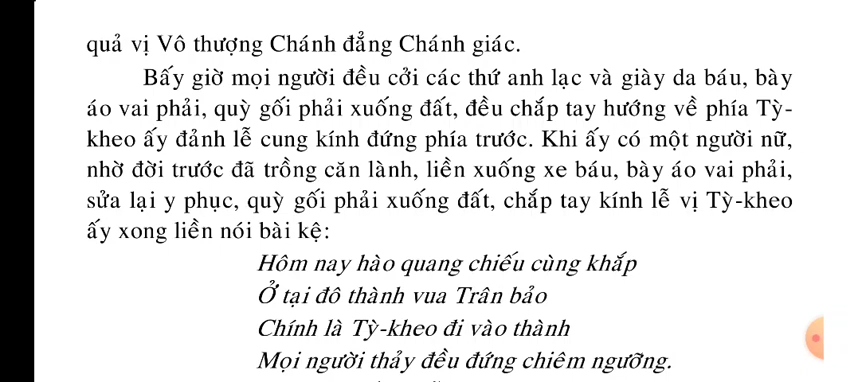 quả vị Vô thượng Chánh đẳng Chánh giác.
Bấy giờ mọi người đều cởi các thứ anh lạc và giày da báu, bày
áo vai phải, quỳ gối phải xuống đất, đều chắp tay hướng về phía Tỳ-
kheo ấy đảnh lễ cung kính đứng phía trước. Khi ấy có một người nữ,
nhờ đời trước đã trồng căn lành, liền xuống xe báu, bày áo vai phải,
sửa lại y phục, quỳ gối phải xuống đất, chắp tay kính lễ vị Tỳ-kheo
ấy xong liền nói bài kệ:
Hôm nay hào quang chiếu cùng khắp
Ở tại đô thành vua Trân bảo
Chính là Tỳ-kheo đi vào thành
Mọi người thảy đều đứng chiêm ngưỡng.